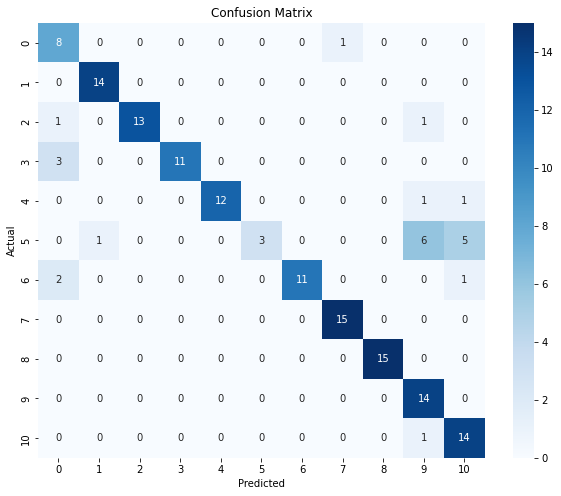 Confusion Matrix
0 8 0 0 0 0 0 0 1 0 0 0
1 0 14 0 0 0 0 0 0 0 0 0
2 1 0 13 0 0 0 0 0 0 1 0
3 3 0 0 11 0 0 0 0 0 0 0
4 0 0 0 0 12 0 0 0 0 1 1
5 0 1 0 0 0 3 0 0 0 6 5
6 2 0 0 0 0 0 11 0 0 0 1
7 0 0 0 0 0 0 0 15 0 0 0
8 0 0 0 0 0 0 0 0 15 0 0
9 0 0 0 0 0 0 0 0 0 14 0
10 0 0 0 0 0 0 0 0 0 1 14
0 1 2 3 4 5 6 7 8 9 10
Actual
Predicted
14
12
10
8
6
4
2
0